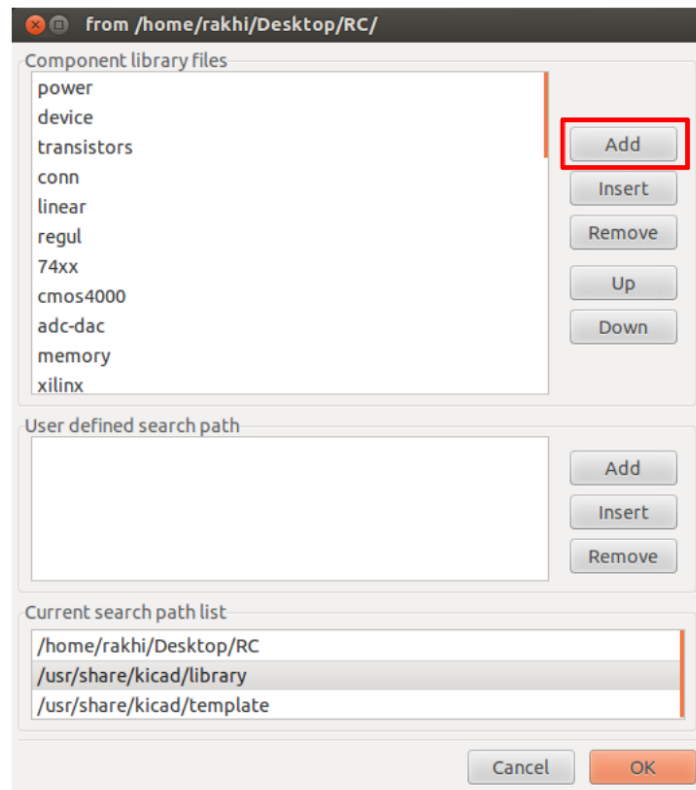 from /home/rakhi/Desktop/RC/
Component library files
power
device
transistors
conn
linear
regul
74xx
cmos4000
adc-dac
memory
xilinx
Add
Insert
Remove
Up
Down
User defined search path
Add
Insert
Remove
Current search path list
/home/rakhi/Desktop/RC
/usr/share/kicad/library
/usr/share/kicad/template
Cancel
OK